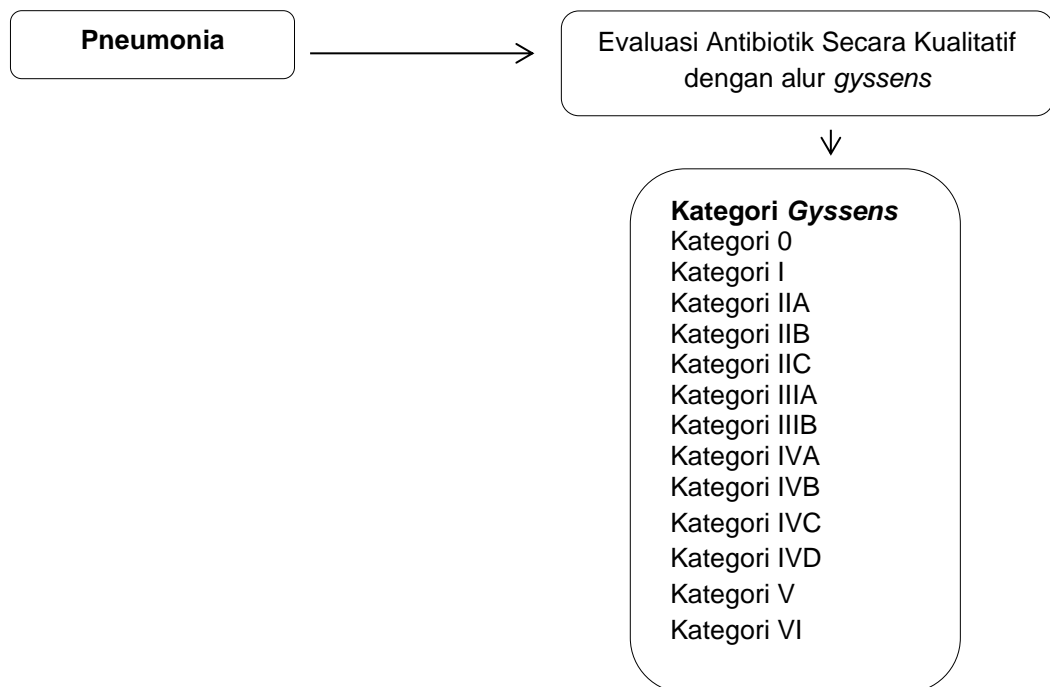 Pneumonia
Evaluasi Antibiotik Secara Kualitatif
dengan alur gyssens
Kategori Gyssens
Kategori 0
Kategori I
Kategori IIA
Kategori IIB
Kategori IIC
Kategori IIIA
Kategori IIIB
Kategori IVA
Kategori IVB
Kategori IVC
Kategori IVD
Kategori V
Kategori VI